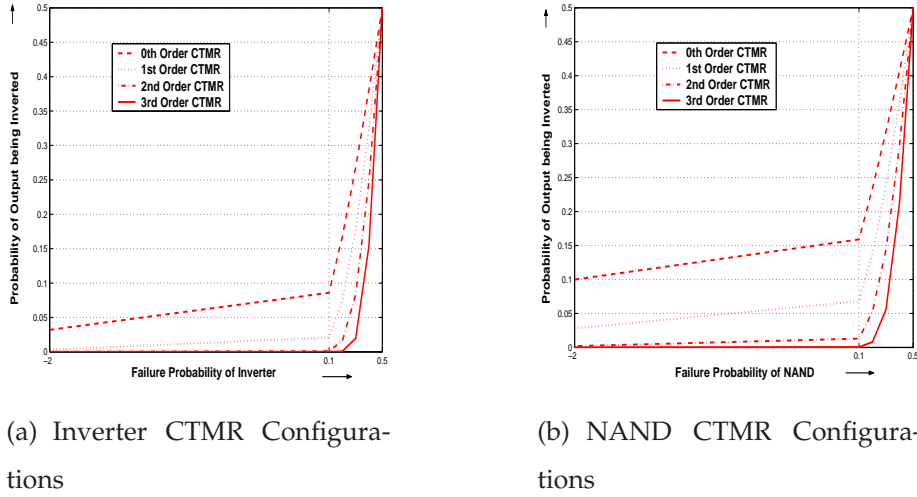 0.5
0.45
0.4
0.35
0.3
0.25
0.2
0.15
0.1
0.05
0
−2
0.1
0.5
Probability of Output being Inverted
Failure Probability of Inverter
0th Order CTMR
1st Order CTMR
2nd Order CTMR
3rd Order CTMR
(a) Inverter CTMR Configura-
tions
0.5
0.45
0.4
0.35
0.3
0.25
0.2
0.15
0.1
0.05
0
−2
0.1
0.5
Probability of Output being Inverted
Failure Probability of NAND
0th Order CTMR
1st Order CTMR
2nd Order CTMR
3rd Order CTMR
(b) NAND CTMR Configura-
tions